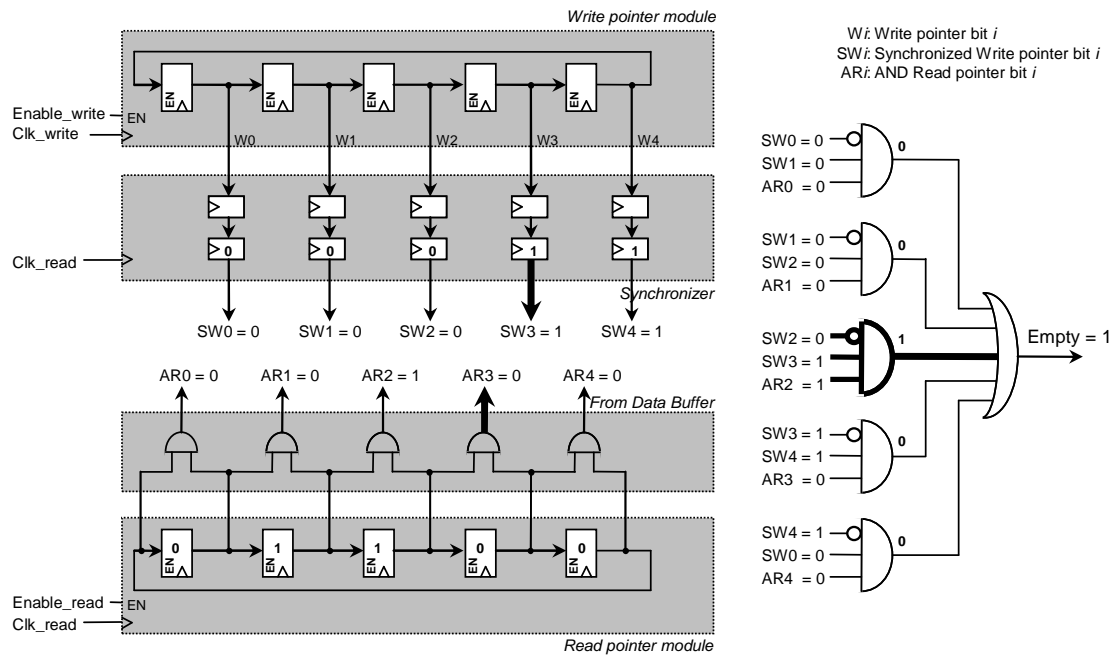 Write pointer module
EN
EN
EN
EN
EN
Enable_write
EN
Clk_write
W0
W1
W2
W3
W4
Clk_read
0
0
0
1
1
Synchronizer
SW0 = 0
SW1 = 0
SW2 = 0
SW3 = 1
SW4 = 1
AR0 = 0
AR1 = 0
AR2 = 1
AR3 = 0
AR4 = 0
From Data Buffer
0
1
1
0
0
EN
EN
EN
EN
EN
Enable_read
EN
Clk_read
Read pointer module
Wi: Write pointer bit i
SWi: Synchronized Write pointer bit i
ARi: AND Read pointer bit i
SW0 = 0
SW1 = 0
AR0 = 0
0
SW1 = 0
SW2 = 0
AR1 = 0
0
SW2 = 0
SW3 = 1
AR2 = 1
1
SW3 = 1
SW4 = 1
AR3 = 0
0
SW4 = 1
SW0 = 0
AR4 = 0
0
Empty = 1